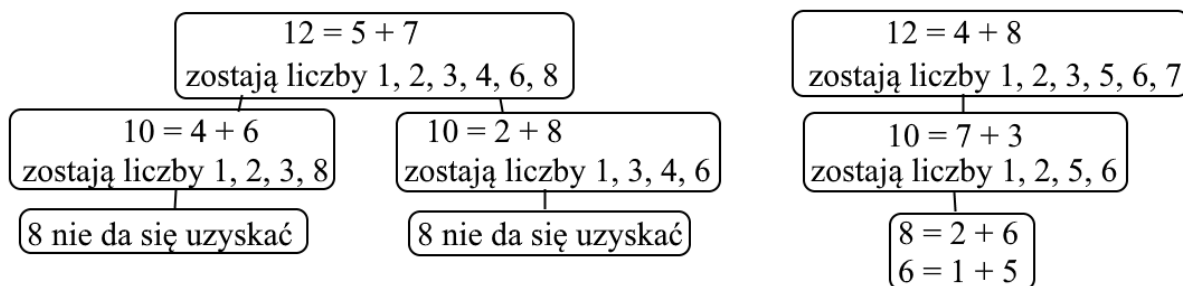 12 = 5 + 7
zostają liczby 1, 2, 3, 4, 6, 8
10 = 4 + 6
zostają liczby 1, 2, 3, 8
8 nie da się uzyskać
10 = 2 + 8
zostają liczby 1, 3, 4, 6
8 nie da się uzyskać
12 = 4 + 8
zostają liczby 1, 2, 3, 5, 6, 7
10 = 7 + 3
zostają liczby 1, 2, 5, 6
8 = 2 + 6
6 = 1 + 5